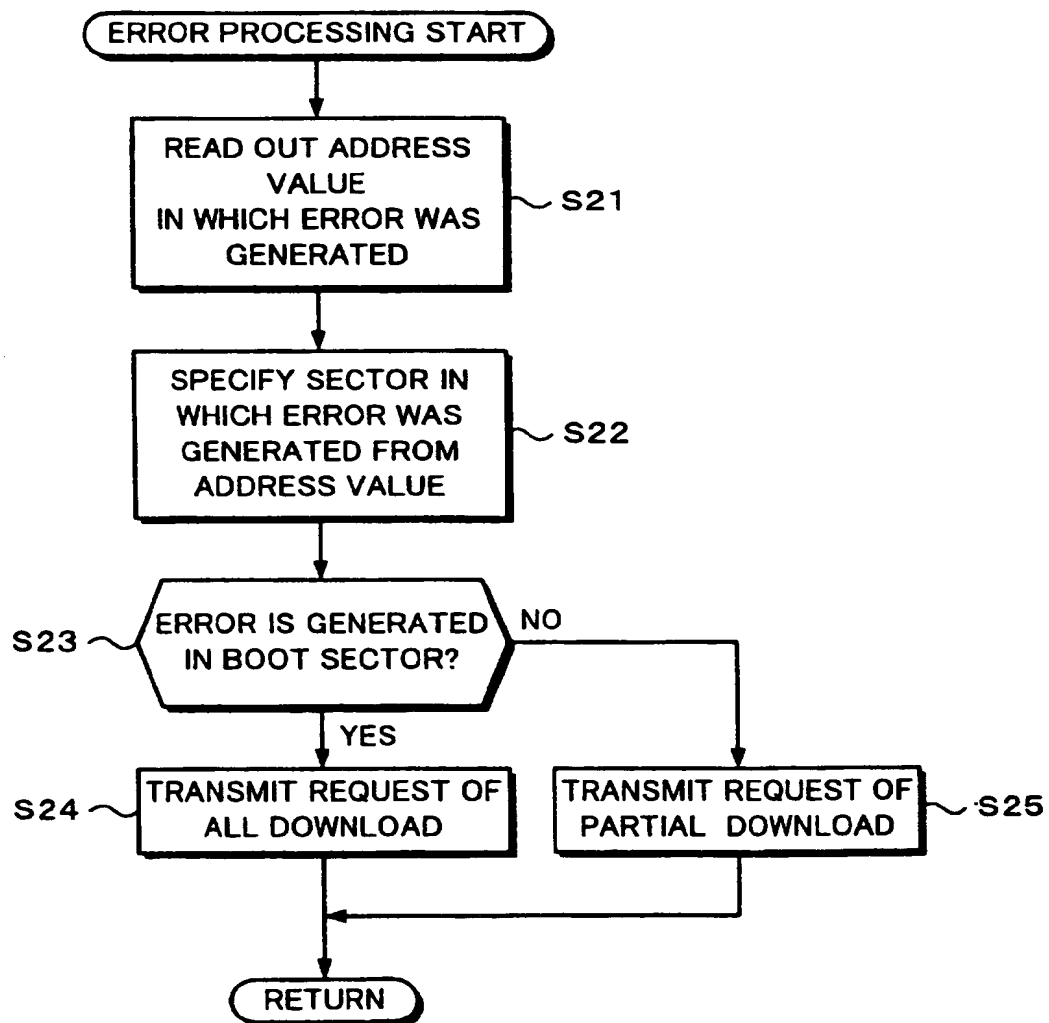 ERROR PROCESSING START
READ OUT ADDRESS
VALUE
IN WHICH ERROR WAS
GENERATED
S21
SPECIFY SECTOR IN
WHICH ERROR WAS
GENERATED FROM
ADDRESS VALUE
S22
S23
ERROR IS GENERATED
IN BOOT SECTOR?
NO
YES
S24
TRANSMIT REQUEST OF
ALL DOWNLOAD
TRANSMIT REQUEST OF
PARTIAL DOWNLOAD
S25
RETURN